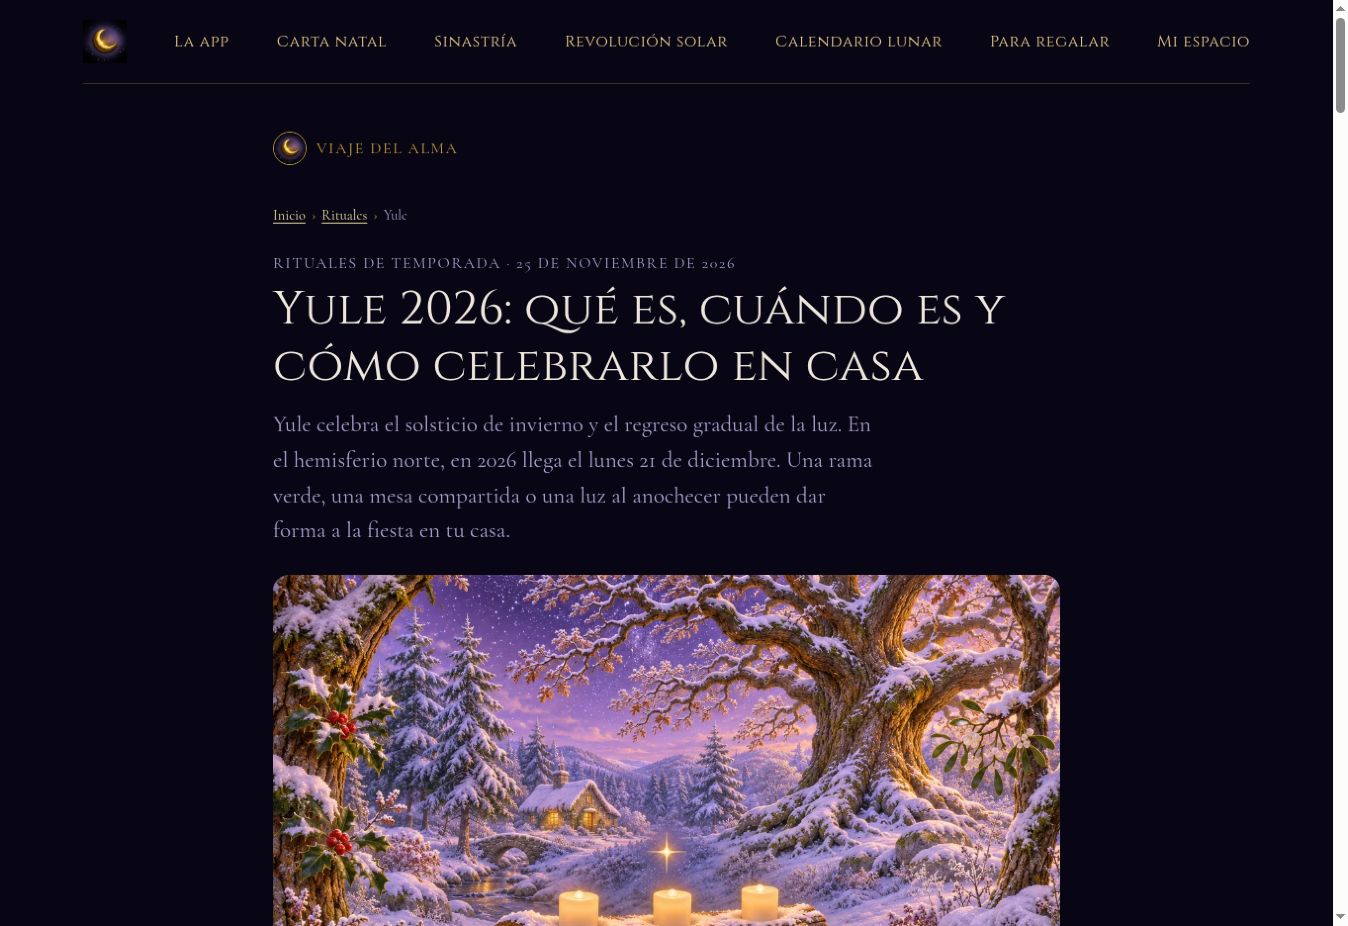 La app
Carta natal
Sinastría
Revolución solar
Calendario lunar
Para regalar
Mi espacio
VIAJE DEL ALMA
Inicio › Rituales › Yule
RITUALES DE TEMPORADA · 25 DE NOVIEMBRE DE 2026
Yule 2026: qué es, cuándo es y
cómo celebrarlo en casa
Yule celebra el solsticio de invierno y el regreso gradual de la luz. En
el hemisferio norte, en 2026 llega el lunes 21 de diciembre. Una rama
verde, una mesa compartida o una luz al anochecer pueden dar
forma a la fiesta en tu casa.